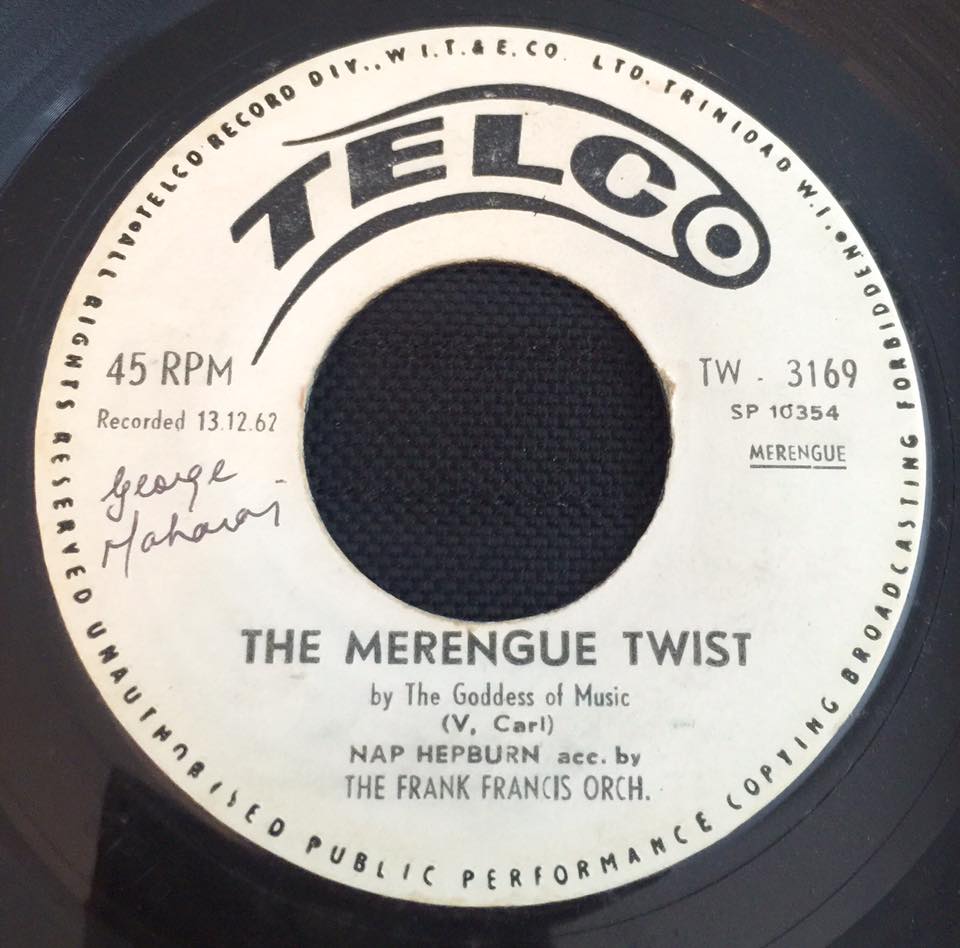 TELCO RECORD DIV., W I.T. & E. CO. LTD. TRINIDAD W.I.
TELCO
45 RPM
Recorded 13.12.62
George
Maharaj
TW - 3169
SP 10354
MERENGUE
THE MERENGUE TWIST
by The Goddess of Music
(V, Carl)
NAP HEPBURN acc. by
THE FRANK FRANCIS ORCH.
ALL RIGHTS RESERVED UNAUTHORISED PUBLIC PERFORMANCE COPYING BROADCASTING FORBIDDEN